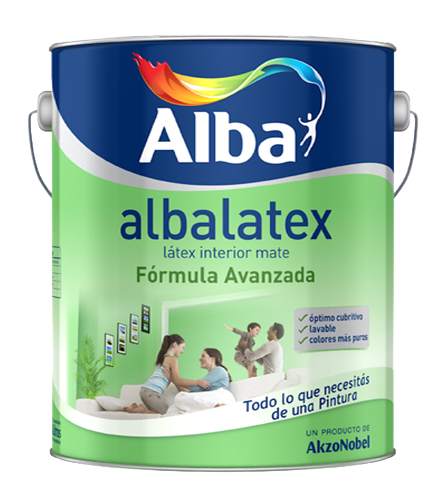 Alba
albalatex
látex interior mate
Fórmula Avanzada
óptimo cubritivo
lavable
colores más puros
Todo lo que necesitás
de una Pintura
UN PRODUCTO DE
AkzoNobel